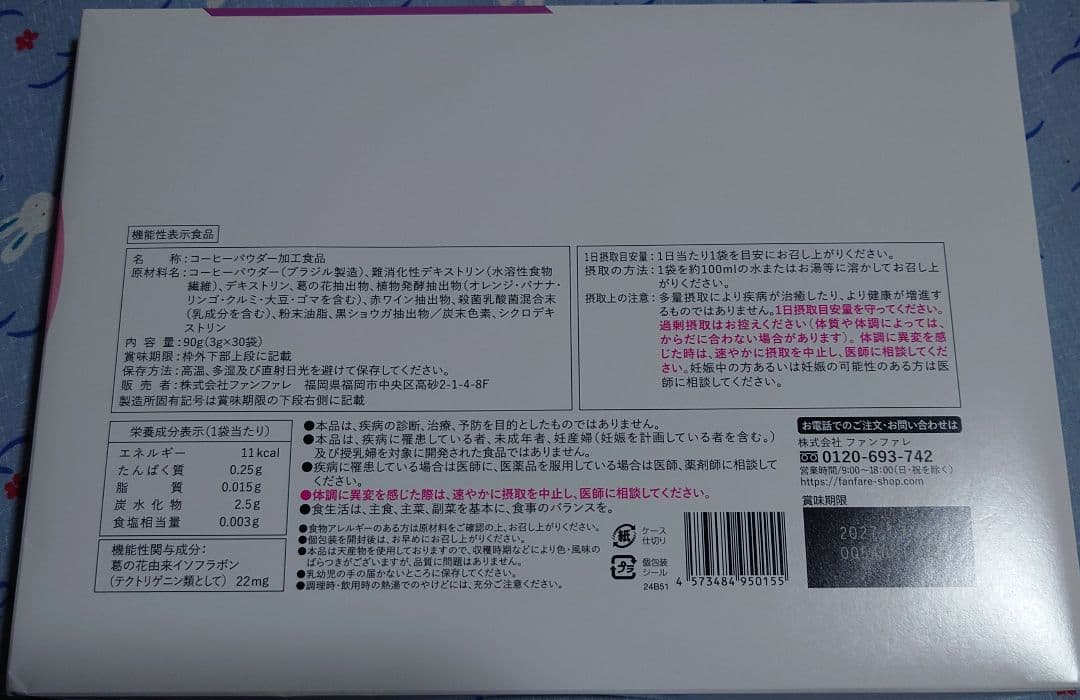 機能性表示食品
名　　称:コーヒーパウダー加工食品
原材料名:コーヒーパウダー(ブラジル製造)、難消化性デキストリン(水溶性食物
繊維)、デキストリン、葛の花抽出物、植物発酵抽出物(オレンジ・バナナ・
リンゴ・クルミ・大豆・ゴマを含む)、赤ワイン抽出物、殺菌乳酸菌混合末
(乳成分を含む)、粉末油脂、黒ショウガ抽出物/炭末色素、シクロデキ
ストリン
内 容 量:90g(3g×30袋)
賞味期限:枠外下部上段に記載
保存方法:高温、多湿及び直射日光を避けて保存してください。
販 売 者:株式会社ファンファレ　福岡県福岡市中央区高砂2-1-4-8F
製造所固有記号は賞味期限の下段右側に記載
1日摂取目安量:1日当たり1袋を目安にお召し上がりください。
摂取の方法:1袋を約100mlの水またはお湯等に溶かしてお召し上
がりください。
摂取上の注意:多量摂取により疾病が治癒したり、より健康が増進す
るものではありません。1日摂取目安量を守ってください。
過剰摂取はお控えください(体質や体調によっては、
からだに合わない場合があります)。体調に異変を感
じた時は、速やかに摂取を中止し、医師に相談してくだ
さい。妊娠中の方あるいは妊娠の可能性のある方は医
師に相談してください。
栄養成分表示(1袋当たり)
エネルギー 11kcal
たんぱく質 0.25g
脂　　質 0.015g
炭水化物 2.5g
食塩相当量 0.003g
機能性関与成分:
葛の花由来イソフラボン
(テクトリゲニン類として) 22mg
●本品は、疾病の診断、治療、予防を目的としたものではありません。
●本品は、疾病に罹患している者、未成年者、妊産婦(妊娠を計画している者を含む。)
及び授乳婦を対象に開発された食品ではありません。
●疾病に罹患している場合は医師に、医薬品を服用している場合は医師、薬剤師に相談して
ください。
●体調に異変を感じた際は、速やかに摂取を中止し、医師に相談してください。
●食生活は、主食、主菜、副菜を基本に、食事のバランスを。
●食物アレルギーのある方は原材料をご確認の上、お召し上がりください。
●個包装を開封後は、お早めにお召し上がりください。
●本品は天産物を使用しておりますので、収穫時期などにより色・風味の
ばらつきがございますが、品質に問題はありません。
●乳幼児の手の届かないところに保存してください。
●調理時・飲用時の熱湯でのやけどには、充分ご注意ください。
紙
ケース
仕切り
プラ
個包装
シール
24B51
4 573484 950155
お電話でのご注文・お問い合わせは
株式会社 ファンファレ
0120-693-742
営業時間/9:00~18:00(日・祝を除く)
https://fanfare-shop.com
賞味期限
2027